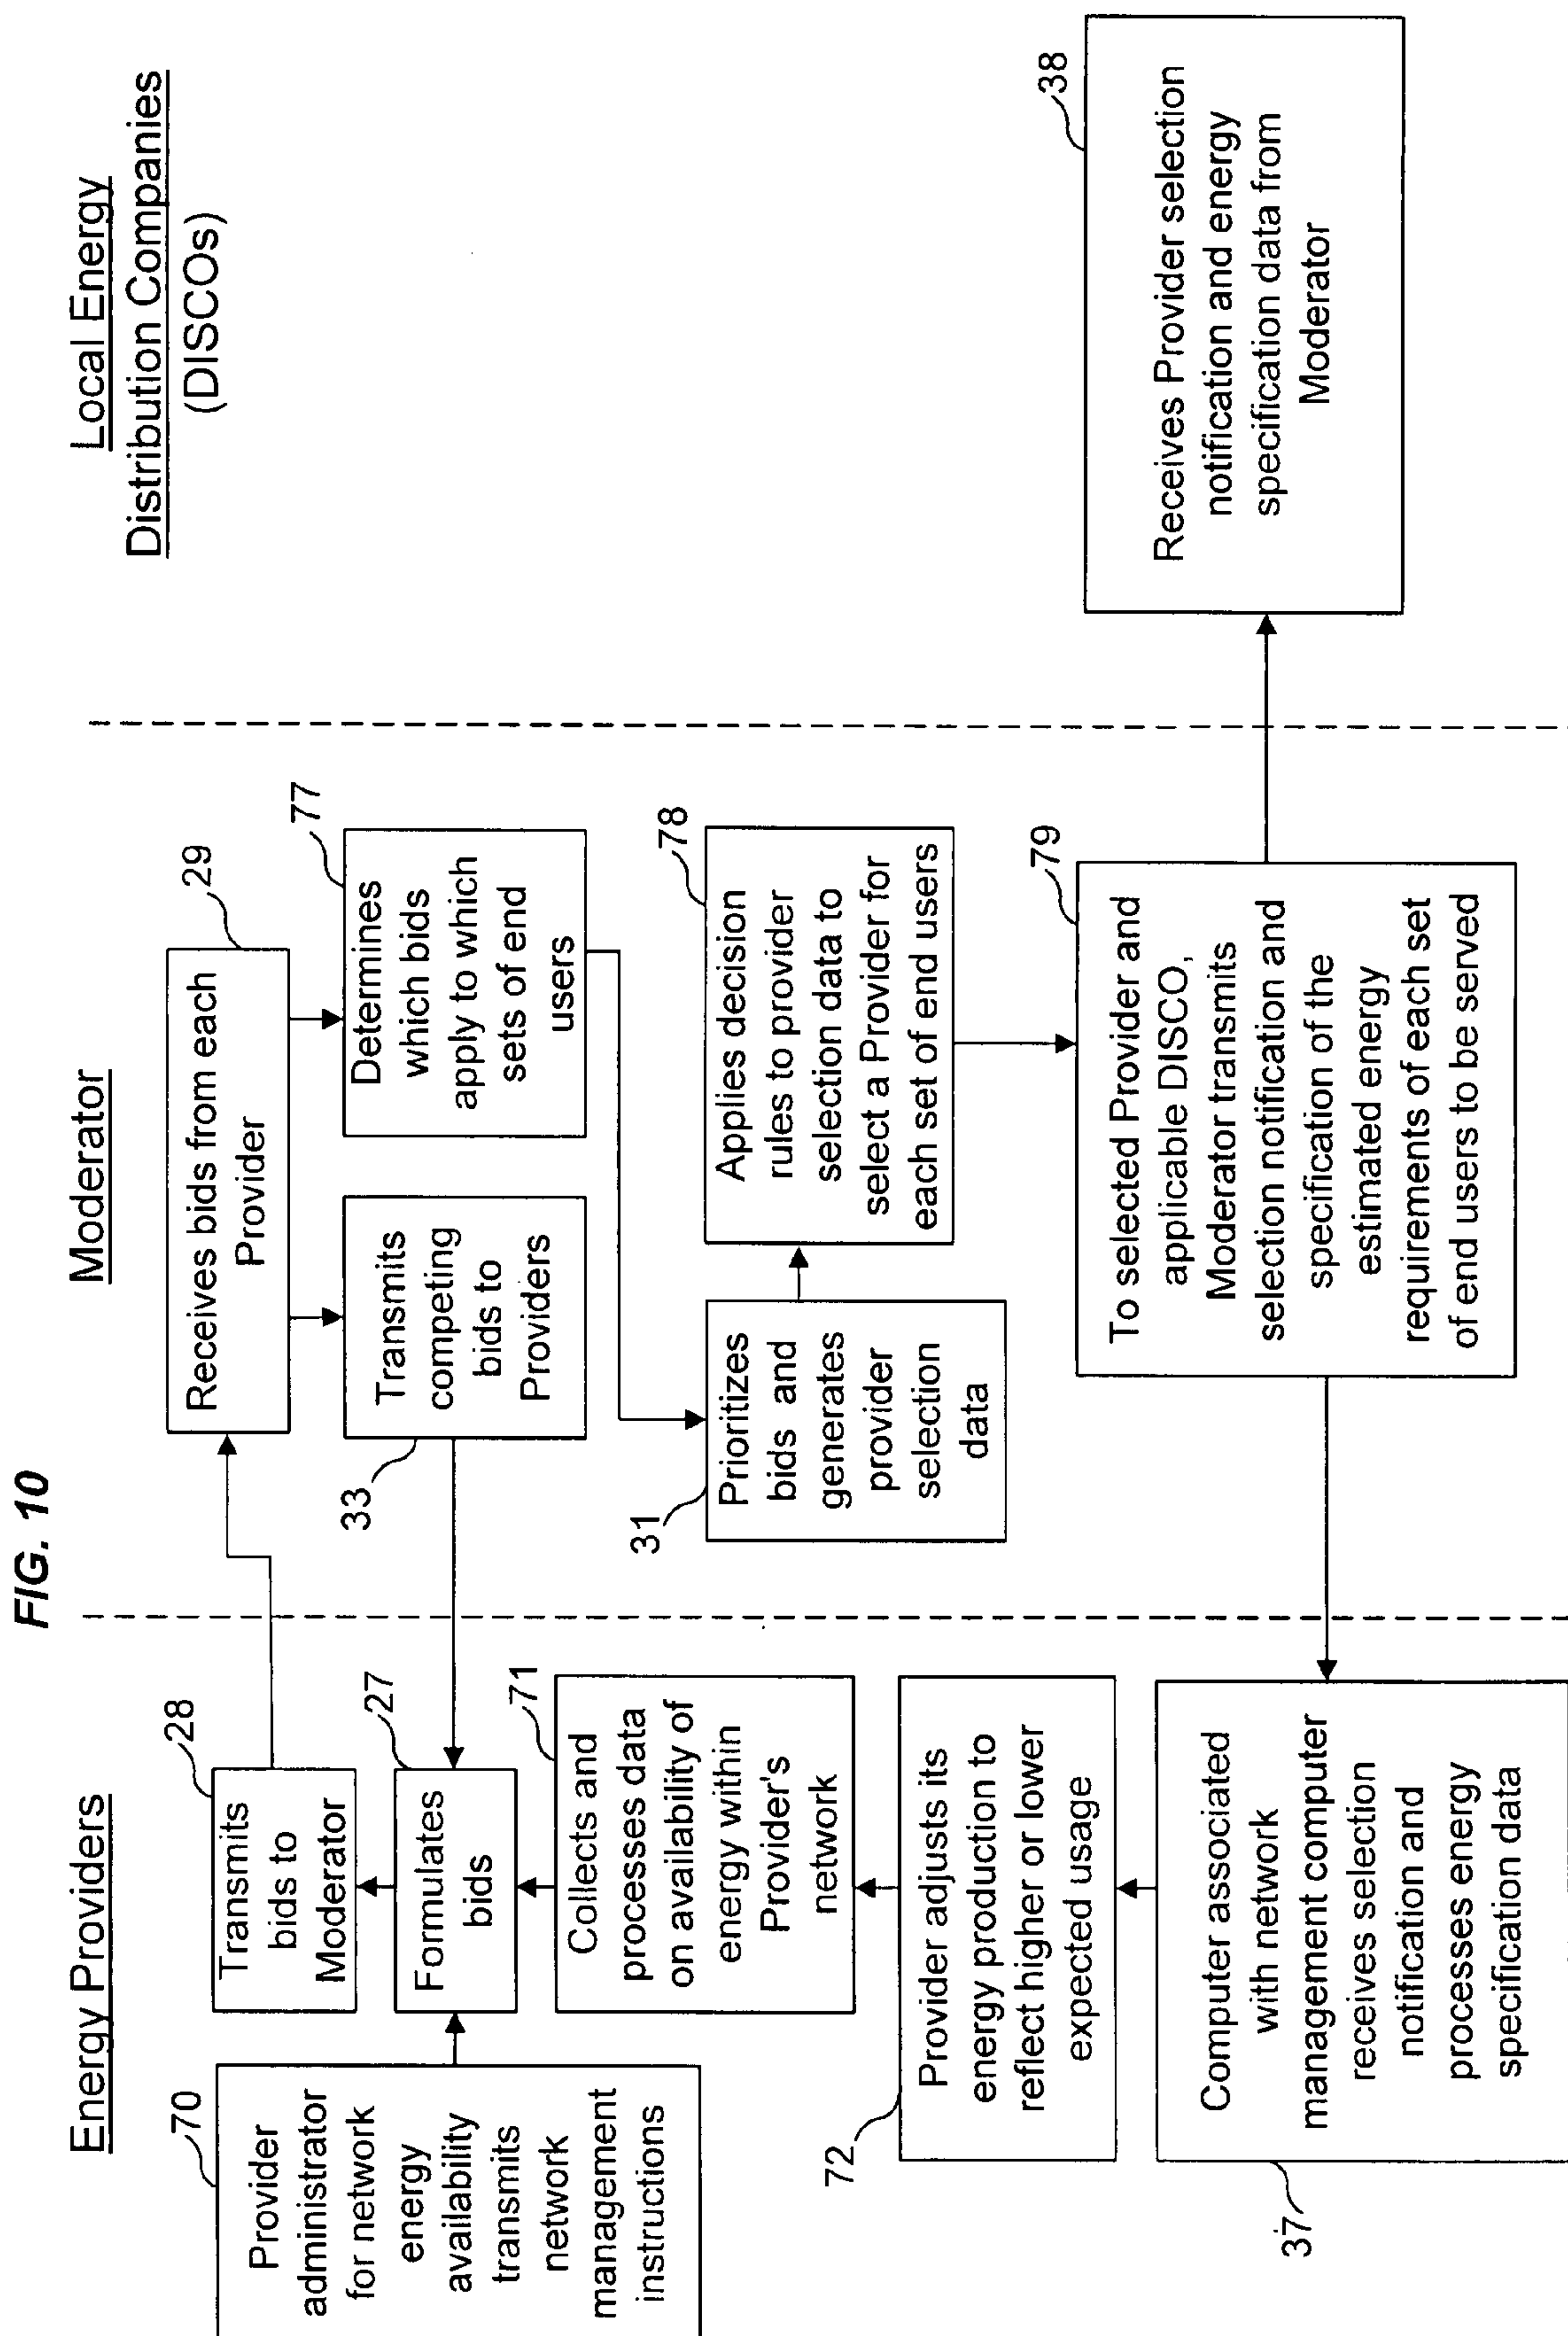 FIG. 10
Energy Providers
Moderator
Local Energy
Distribution Companies
(DISCOs)
70
Provider
administrator
for network
energy
availability
transmits
network
management
instructions
28
Transmits
bids to
Moderator
27
Formulates
bids
71
Collects and
processes data
on availability of
energy within
Provider's
network
72
Provider adjusts its
energy production to
reflect higher or lower
expected usage
37
Computer associated
with network
management computer
receives selection
notification and
processes energy
specification data
29
Receives bids from each
Provider
33
Transmits
competing
bids to
Providers
77
Determines
which bids
apply to which
sets of end
users
31
Prioritizes
bids and
generates
provider
selection
data
78
Applies decision
rules to provider
selection data to
select a Provider for
each set of end users
79
To selected Provider and
applicable DISCO,
Moderator transmits
selection notification and
specification of the
estimated energy
requirements of each set
of end users to be served
38
Receives Provider selection
notification and energy
specification data from
Moderator